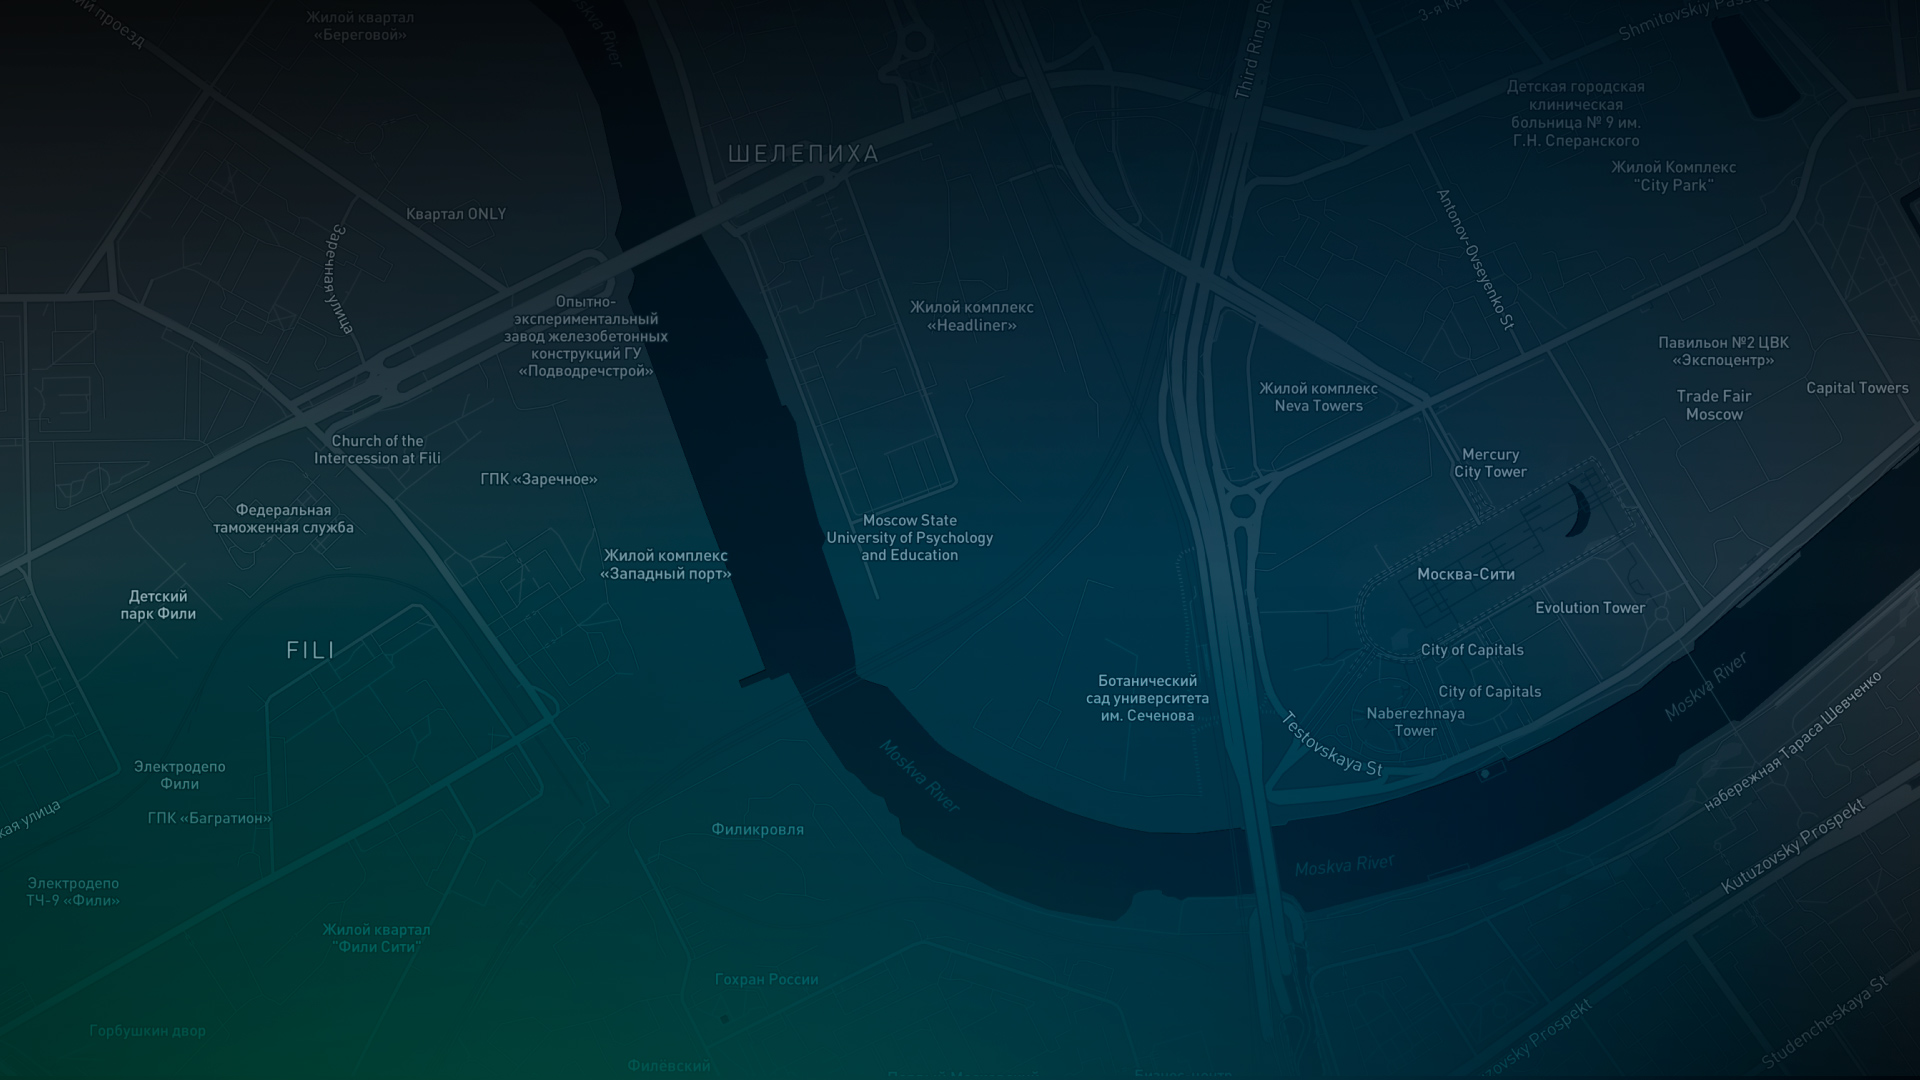 Жилой квартал
«Береговой»
проезд
Moskva River
Third Ring
Shmitovskiy
Детская городская
клиническая
больница № 9 им.
Г.Н. Сперанского
ШЕЛЕПИХА
Жилой Комплекс
"City Park"
Квартал ONLY
Заречная улица
Antonov-Ovseyenko St
Опытно-
экспериментальный
завод железобетонных
конструкций ГУ
«Подводречстрой»
Жилой комплекс
«Headliner»
Павильон №2 ЦВК
«Экспоцентр»
Жилой комплекс
Neva Towers
Capital Towers
Trade Fair
Moscow
Church of the
Intercession at Fili
Mercury
City Tower
ГПК «Заречное»
Федеральная
таможенная служба
Moscow State
University of Psychology
and Education
Жилой комплекс
«Западный порт»
Москва-Сити
Детский
парк Фили
Evolution Tower
FILI
City of Capitals
Ботанический
сад университета
им. Сеченова
City of Capitals
Moskva River
Naberezhnaya
Tower
Testovskaya St
набережная Тараса Шевченко
Электродепо
Фили
Moskva River
ГПК «Багратион»
улица
Филикровля
Kutuzovsky Prospekt
Moskva River
Электродепо
ТЧ-9 «Фили»
Жилой квартал
"Фили Сити"
Гохран России
Studencheskaya St
Горбушкин двор
Prospekt
Филёвский